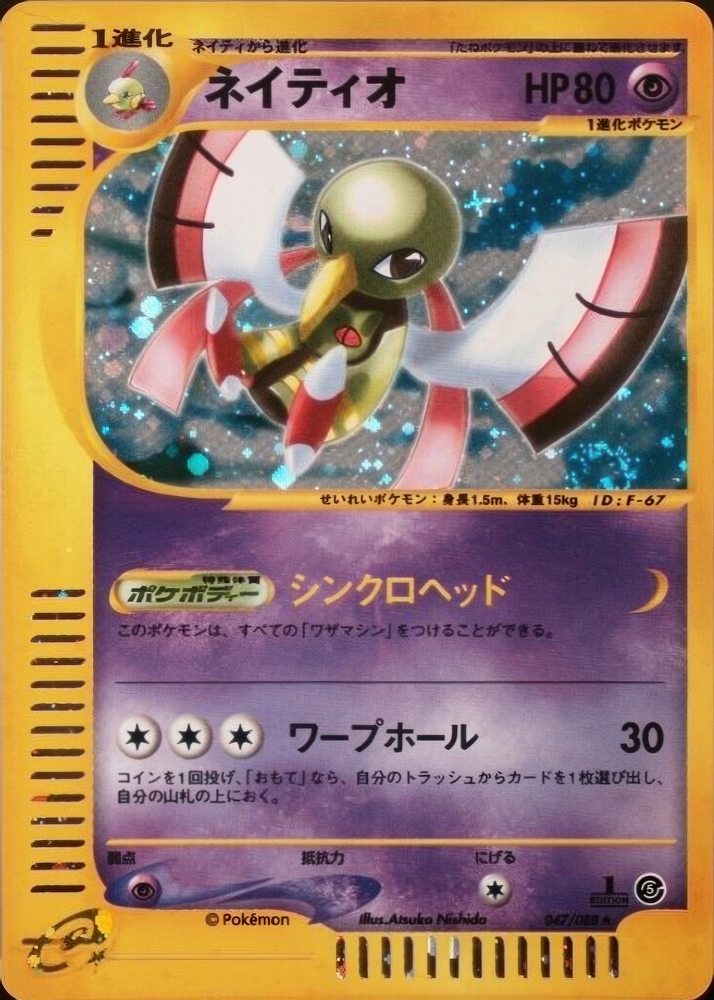 1進化
ネイティから進化
「たねポケモン」の上に重ねて進化させます
ネイティオ
HP80
1進化ポケモン
せいれいポケモン：身長1.5m、体重15kg ID:F-67
特殊体質
ポケボディー
シンクロヘッド
このポケモンは、すべての「ワザマシン」をつけることができる。
ワープホール 30
コインを1回投げ、「おもて」なら、自分のトラッシュからカードを1枚選び出し、
自分の山札の上におく。
弱点 抵抗力 にげる
1
EDITION
5
© Pokémon
illus.Atsuko Nishida
047/088 ★
e